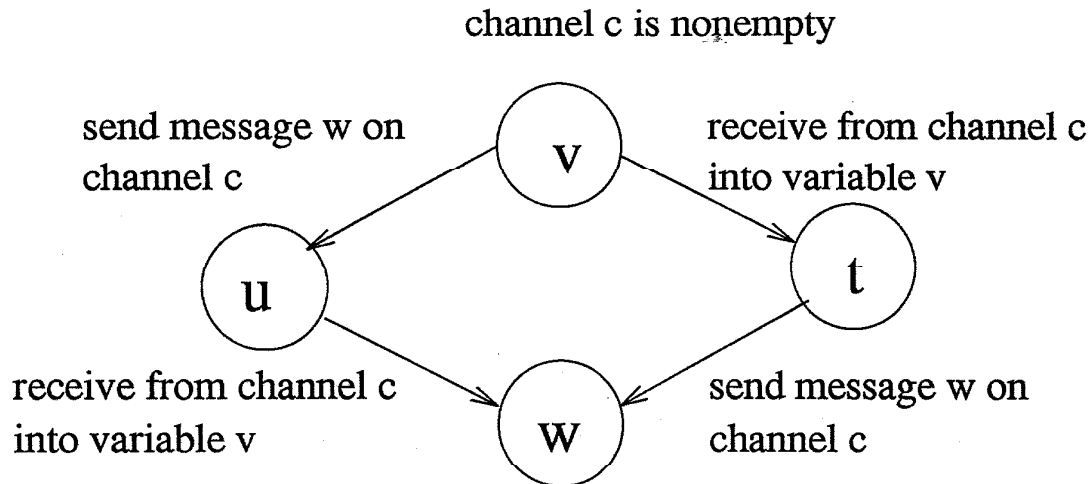 channel c is nonempty
send message w on
channel c
v
receive from channel c
into variable v
u
t
receive from channel c
into variable v
w
send message w on
channel c